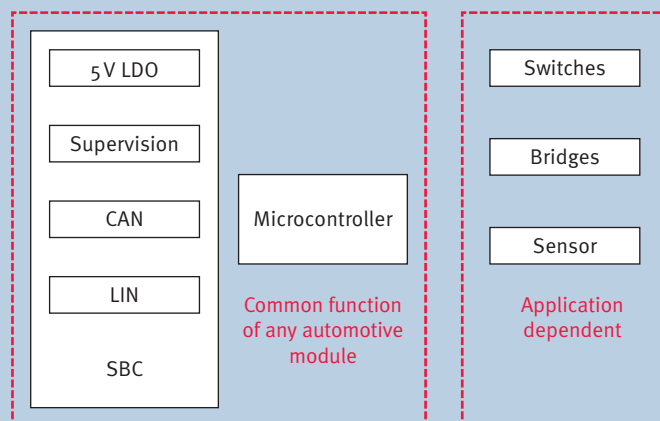 5 V LDO
Supervision
CAN
LIN
SBC
Microcontroller
Common function
of any automotive
module
Switches
Bridges
Sensor
Application
dependent